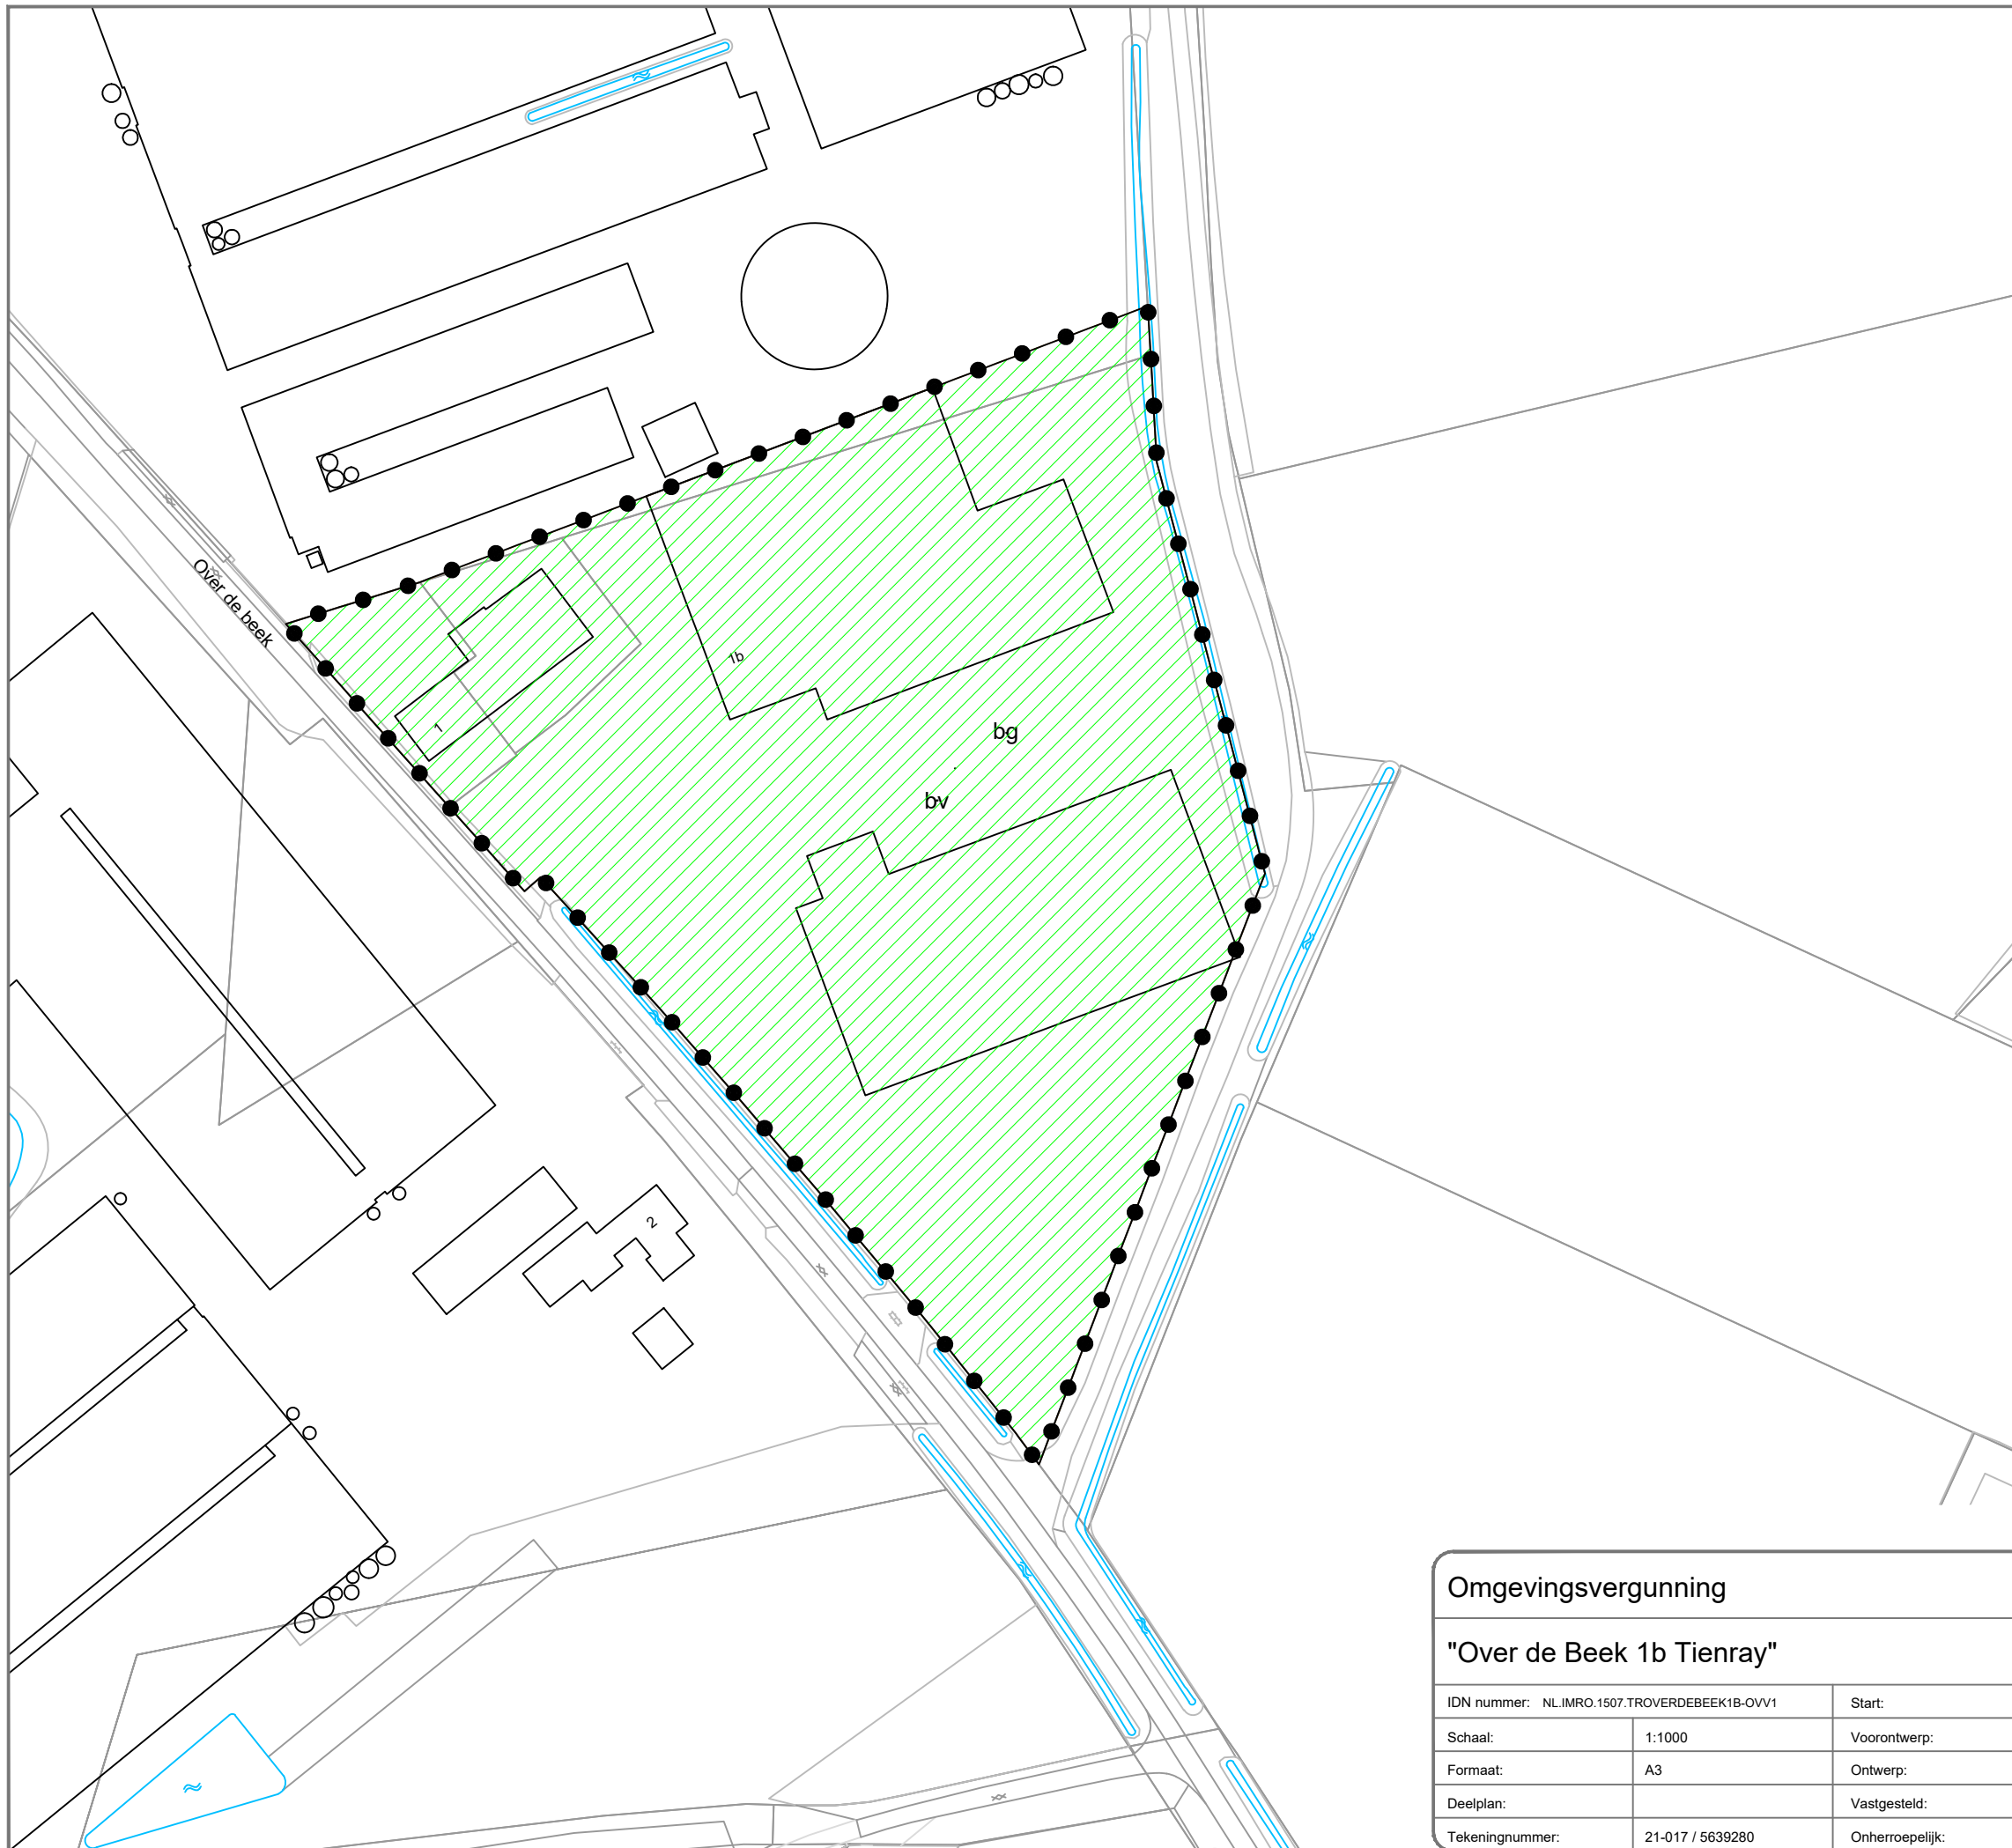 Over de beek
1b
1
bg
bv
2
Omgevingsvergunning
"Over de Beek 1b Tienray"
IDN nummer: NL.IMRO.1507.TROVERDEBEEK1B-OVV1 Start:
Schaal: 1:1000 Voorontwerp:
Formaat: A3 Ontwerp:
Deelplan: Vastgesteld:
Tekeningnummer: 21-017 / 5639280 Onherroepelijk: